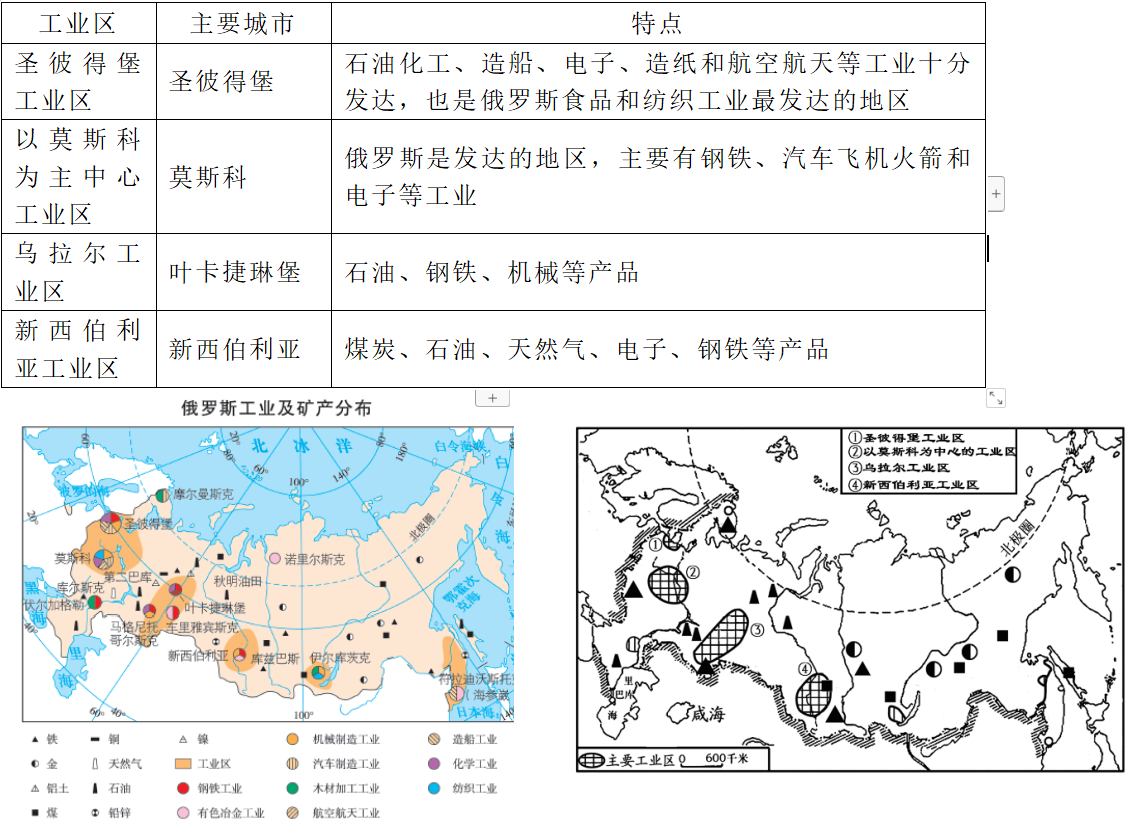 工业区 主要城市 特点
圣彼得堡
工业区
圣彼得堡
石油化工、造船、电子、造纸和航空航天等工业十分
发达，也是俄罗斯食品和纺织工业最发达的地区
以莫斯科
为主中心
工业区
莫斯科
俄罗斯是发达的地区，主要有钢铁、汽车飞机火箭和
电子等工业
乌拉尔工
业区
叶卡捷琳堡
石油、钢铁、机械等产品
新西伯利
亚工业区
新西伯利亚
煤炭、石油、天然气、电子、钢铁等产品
俄罗斯工业及矿产分布
60° 20° 80° 60° 100° 140° 180° 80°
北冰洋
白令海峡
白
海
波罗的海
摩尔曼斯克
20°
圣彼得堡
北极圈
莫斯科
诺里尔斯克
第二巴库
秋明油田
库尔斯克
鄂霍次
克海
黑
海
伏尔加格勒
叶卡捷琳堡
40°
马格尼托
哥尔斯克
车里雅宾斯克
新西伯利亚
库兹巴斯
伊尔库茨克
里
海
符拉迪沃斯托
（海参崴
日本海
60° 40° 100° 140°
铁 铜 镍 机械制造工业 造船工业
金 天然气 工业区 汽车制造工业 化学工业
铝土 石油 钢铁工业 木材加工工业 纺织工业
煤 铅锌 有色冶金工业 航空航天工业
①圣彼得堡工业区
②以莫斯科为中心的工业区
③乌拉尔工业区
④新西伯利亚工业区
北极圈
①
②
③
④
里
巴库
海
咸海
主要工业区 0 600千米